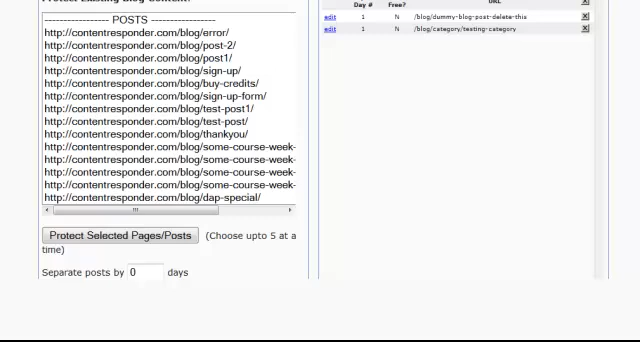 Protect Existing Blog Content:
----------------- POSTS -----------------
http://contentresponder.com/blog/error/
http://contentresponder.com/blog/post-2/
http://contentresponder.com/blog/post1/
http://contentresponder.com/blog/sign-up/
http://contentresponder.com/blog/buy-credits/
http://contentresponder.com/blog/sign-up-form/
http://contentresponder.com/blog/test-post1/
http://contentresponder.com/blog/test-post/
http://contentresponder.com/blog/thankyou/
http://contentresponder.com/blog/some-course-week-
http://contentresponder.com/blog/some-course-week-
http://contentresponder.com/blog/some-course-week-
http://contentresponder.com/blog/some-course-week-
http://contentresponder.com/blog/dap-special/
Protect Selected Pages/Posts (Choose upto 5 at a
time)
Separate posts by 0 days
Day # Free? URL X
edit 1 N /blog/dummy-blog-post-delete-this X
edit 1 N /blog/category/testing-category X